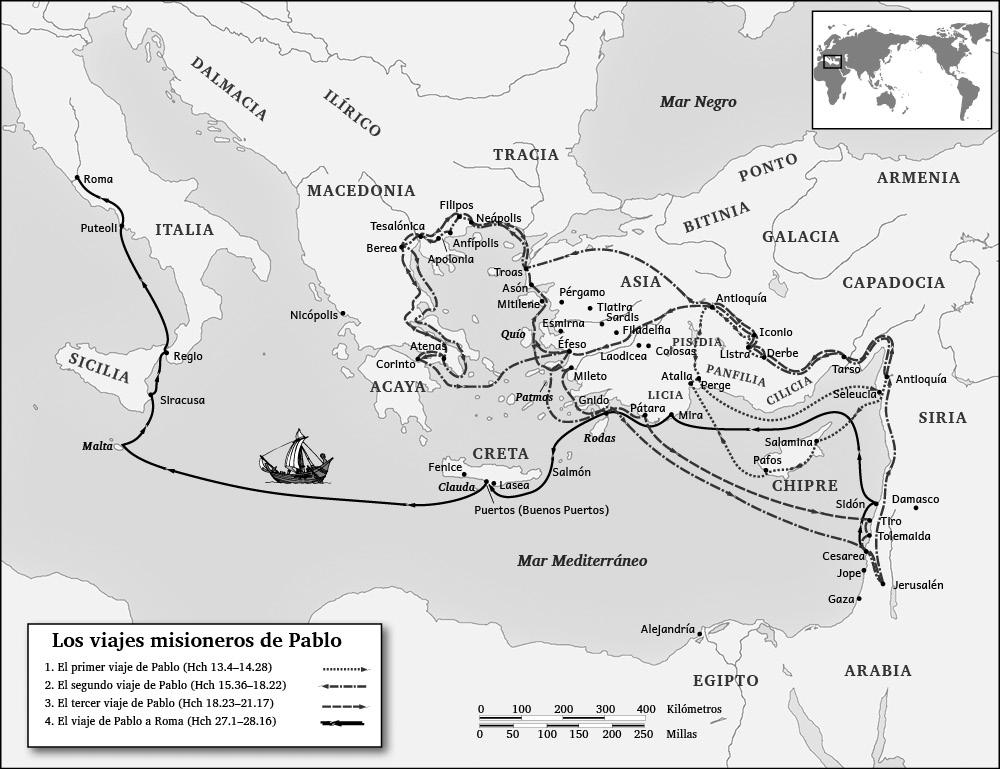 Mar Negro
DALMACIA
ILÍRICO
TRACIA
PONTO
ARMENIA
MACEDONIA
BITINIA
GALACIA
Roma
Filipos
Neápolis
Tesalónica
Puteoli
ITALIA
Anfípolis
Berea
Apolonia
Troas
ASIA
CAPADOCIA
Asón
Pérgamo
Antioquía
Mitilene
Tiatira
Nicópolis
Sardis
Esmirna
Filadelfia
Iconio
Quío
Éfeso
PISIDIA
Atenas
Laodicea
Colosas
Listra
Derbe
Regio
Corinto
SICILIA
Mileto
Atalia
Perge
PANFILIA
Tarso
ACAYA
CILICIA
Antioquía
Patmos
LICIA
Seleucia
Siracusa
Gnido
Pátara
Mira
SIRIA
Malta
Rodas
Salamina
CRETA
Pafos
Fenice
Salmón
CHIPRE
Clauda
Lasea
Damasco
Puertos (Buenos Puertos)
Sidón
Tiro
Tolemaida
Mar Mediterráneo
Cesarea
Jope
Jerusalén
Gaza
Alejandría
EGIPTO
ARABIA
Los viajes misioneros de Pablo
1. El primer viaje de Pablo (Hch 13.4–14.28)
2. El segundo viaje de Pablo (Hch 15.36–18.22)
3. El tercer viaje de Pablo (Hch 18.23–21.17)
4. El viaje de Pablo a Roma (Hch 27.1–28.16)
0 100 200 300 400 Kilómetros
0 50 100 150 200 250 Millas